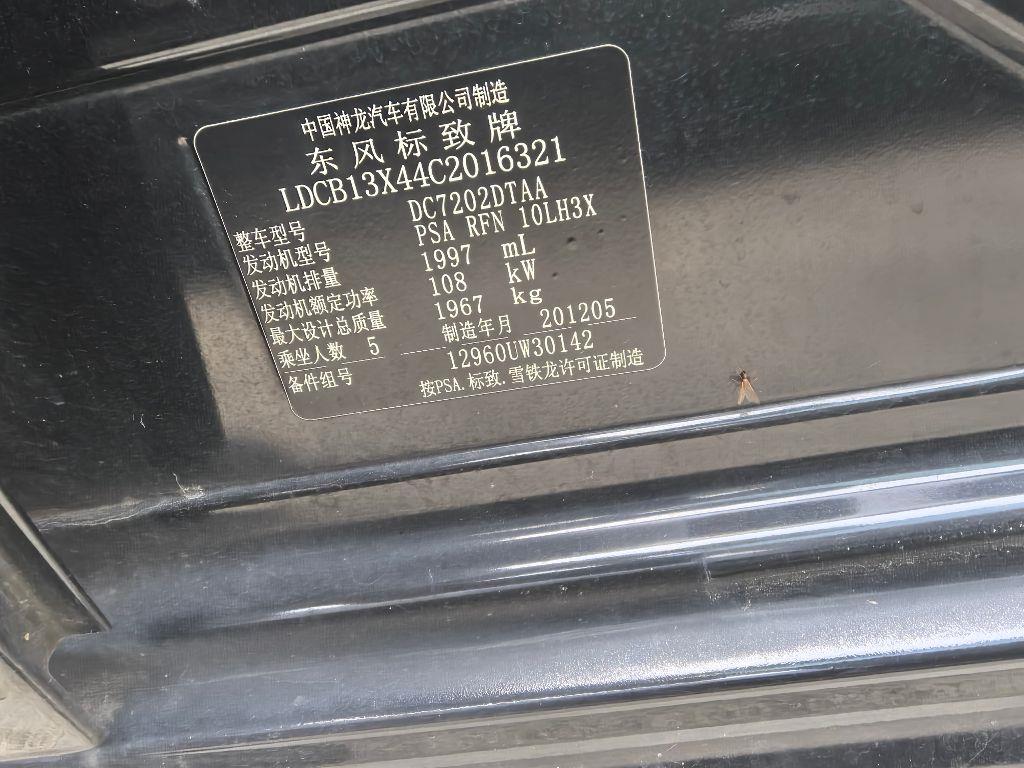 中国神龙汽车有限公司制造
东风标致牌
LDCB13X44C2016321
整车型号 DC7202DTAA
发动机型号 PSA RFN 10LH3X
发动机排量 1997 mL
发动机额定功率 108 kW
最大设计总质量 1967 kg
乘坐人数 5 制造年月 201205
备件组号 12960UW30142
按PSA.标致.雪铁龙许可证制造